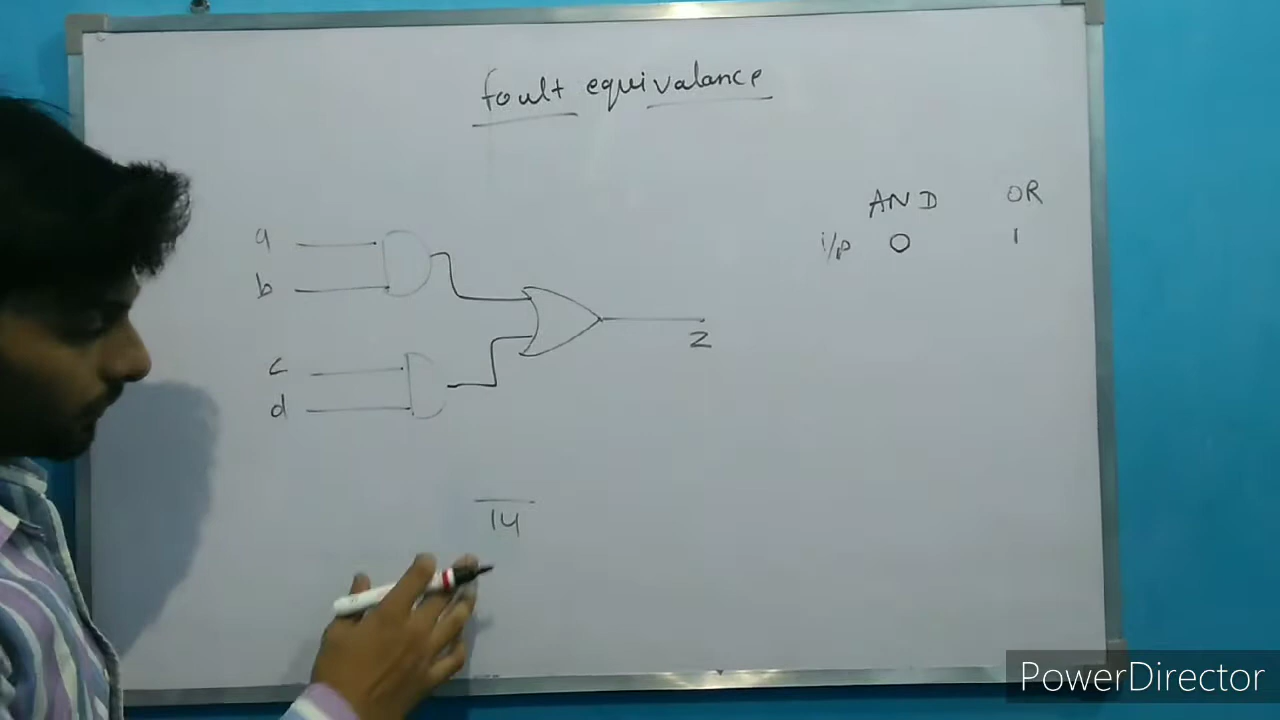 foult equivalance
AND OR
i/p 0 1
a
b
c
d
Z
14
PowerDirector